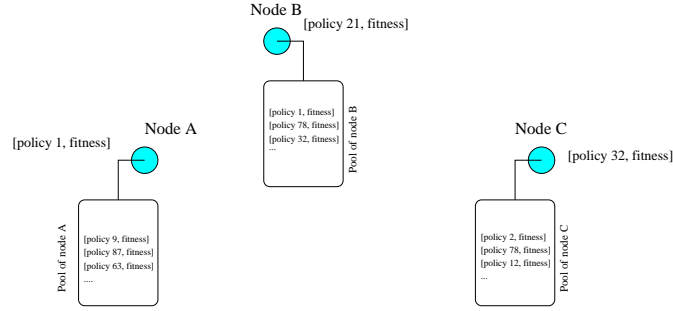 Node B
[policy 21, fitness]
[policy 1, fitness]
[policy 78, fitness]
[policy 32, fitness]
...
Pool of node B
Node A
[policy 1, fitness]
[policy 9, fitness]
[policy 87, fitness]
[policy 63, fitness]
....
Pool of node A
Node C
[policy 32, fitness]
[policy 2, fitness]
[policy 78, fitness]
[policy 12, fitness]
...
Pool of node C